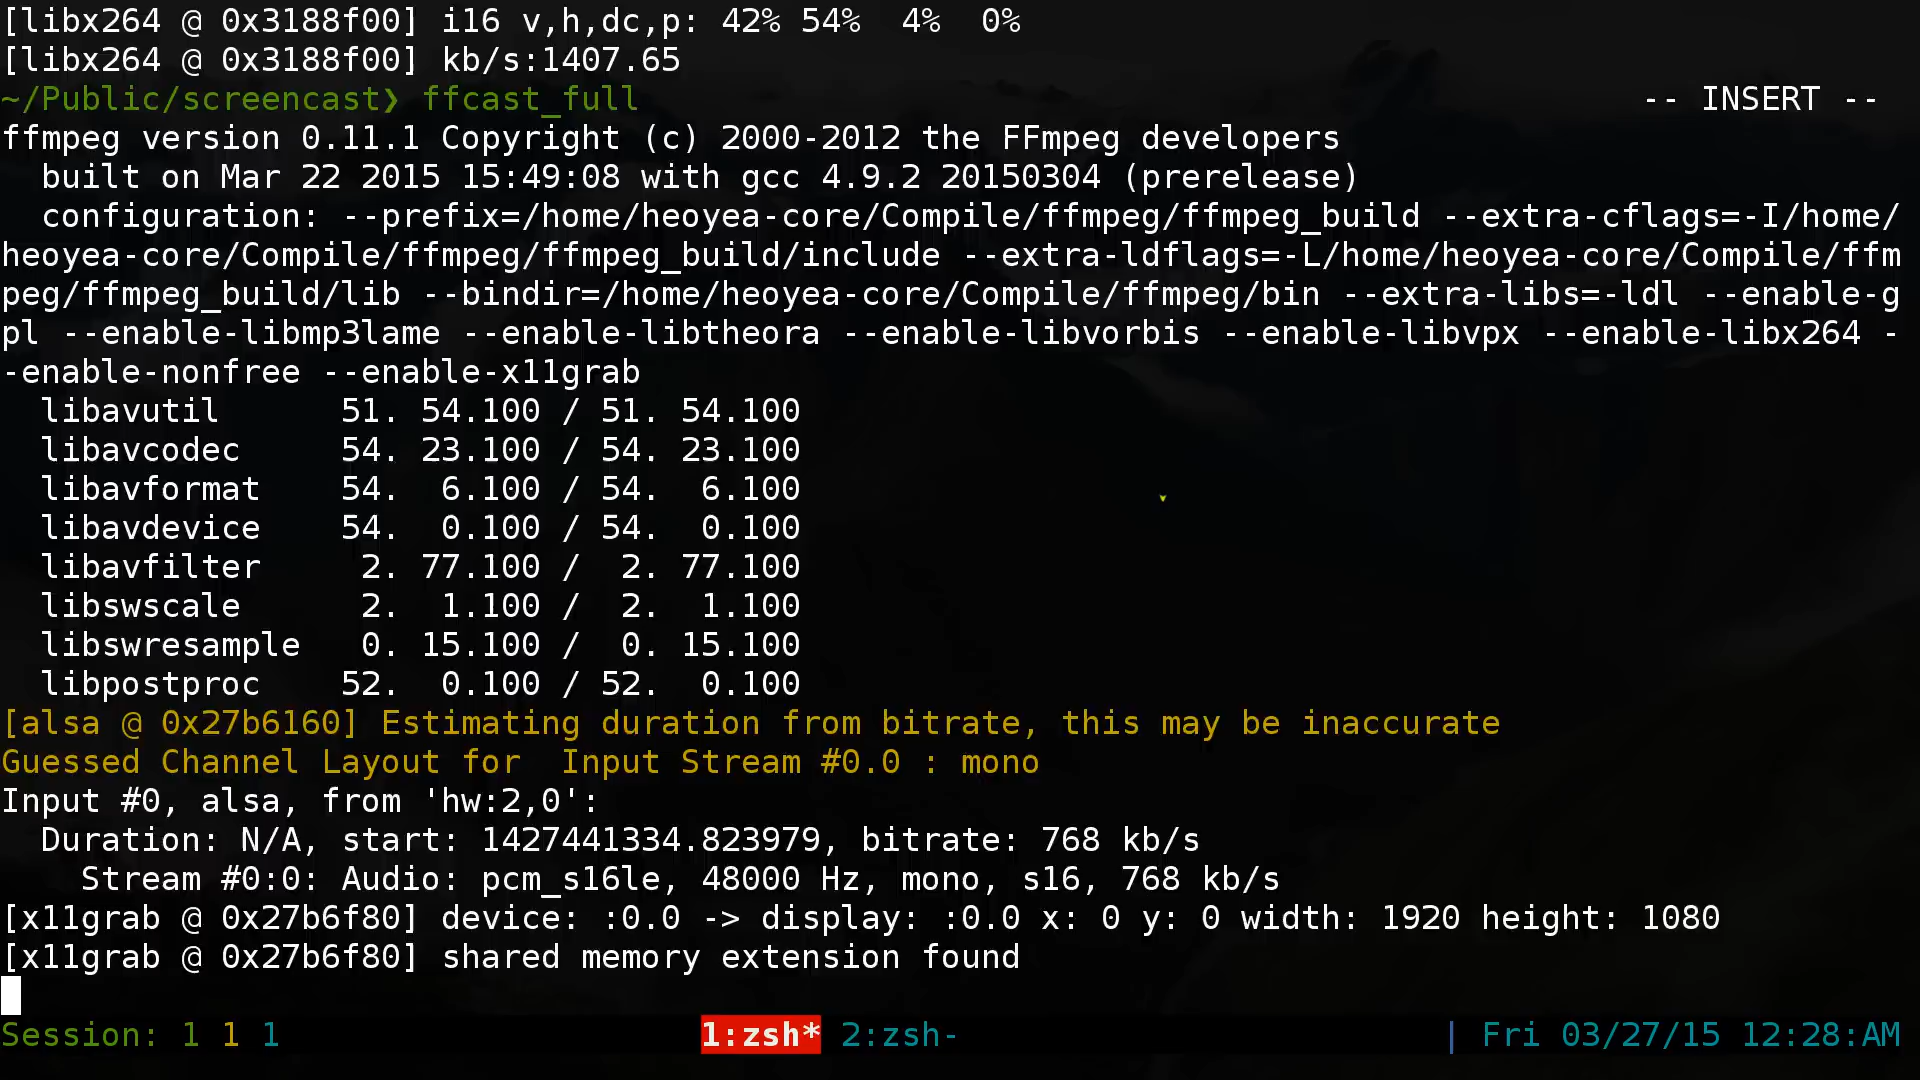 [libx264 @ 0x3188f00] i16 v,h,dc,p: 42% 54%  4%  0%
[libx264 @ 0x3188f00] kb/s:1407.65
~/Public/screencast❯ ffcast_full -- INSERT --
ffmpeg version 0.11.1 Copyright (c) 2000-2012 the FFmpeg developers
  built on Mar 22 2015 15:49:08 with gcc 4.9.2 20150304 (prerelease)
  configuration: --prefix=/home/heoyea-core/Compile/ffmpeg/ffmpeg_build --extra-cflags=-I/home/
heoyea-core/Compile/ffmpeg/ffmpeg_build/include --extra-ldflags=-L/home/heoyea-core/Compile/ffm
peg/ffmpeg_build/lib --bindir=/home/heoyea-core/Compile/ffmpeg/bin --extra-libs=-ldl --enable-g
pl --enable-libmp3lame --enable-libtheora --enable-libvorbis --enable-libvpx --enable-libx264 -
-enable-nonfree --enable-x11grab
  libavutil      51. 54.100 / 51. 54.100
  libavcodec     54. 23.100 / 54. 23.100
  libavformat    54.  6.100 / 54.  6.100
  libavdevice    54.  0.100 / 54.  0.100
  libavfilter     2. 77.100 /  2. 77.100
  libswscale      2.  1.100 /  2.  1.100
  libswresample   0. 15.100 /  0. 15.100
  libpostproc    52.  0.100 / 52.  0.100
[alsa @ 0x27b6160] Estimating duration from bitrate, this may be inaccurate
Guessed Channel Layout for  Input Stream #0.0 : mono
Input #0, alsa, from 'hw:2,0':
  Duration: N/A, start: 1427441334.823979, bitrate: 768 kb/s
    Stream #0:0: Audio: pcm_s16le, 48000 Hz, mono, s16, 768 kb/s
[x11grab @ 0x27b6f80] device: :0.0 -> display: :0.0 x: 0 y: 0 width: 1920 height: 1080
[x11grab @ 0x27b6f80] shared memory extension found
Session: 1 1 1 1:zsh* 2:zsh- | Fri 03/27/15 12:28:AM